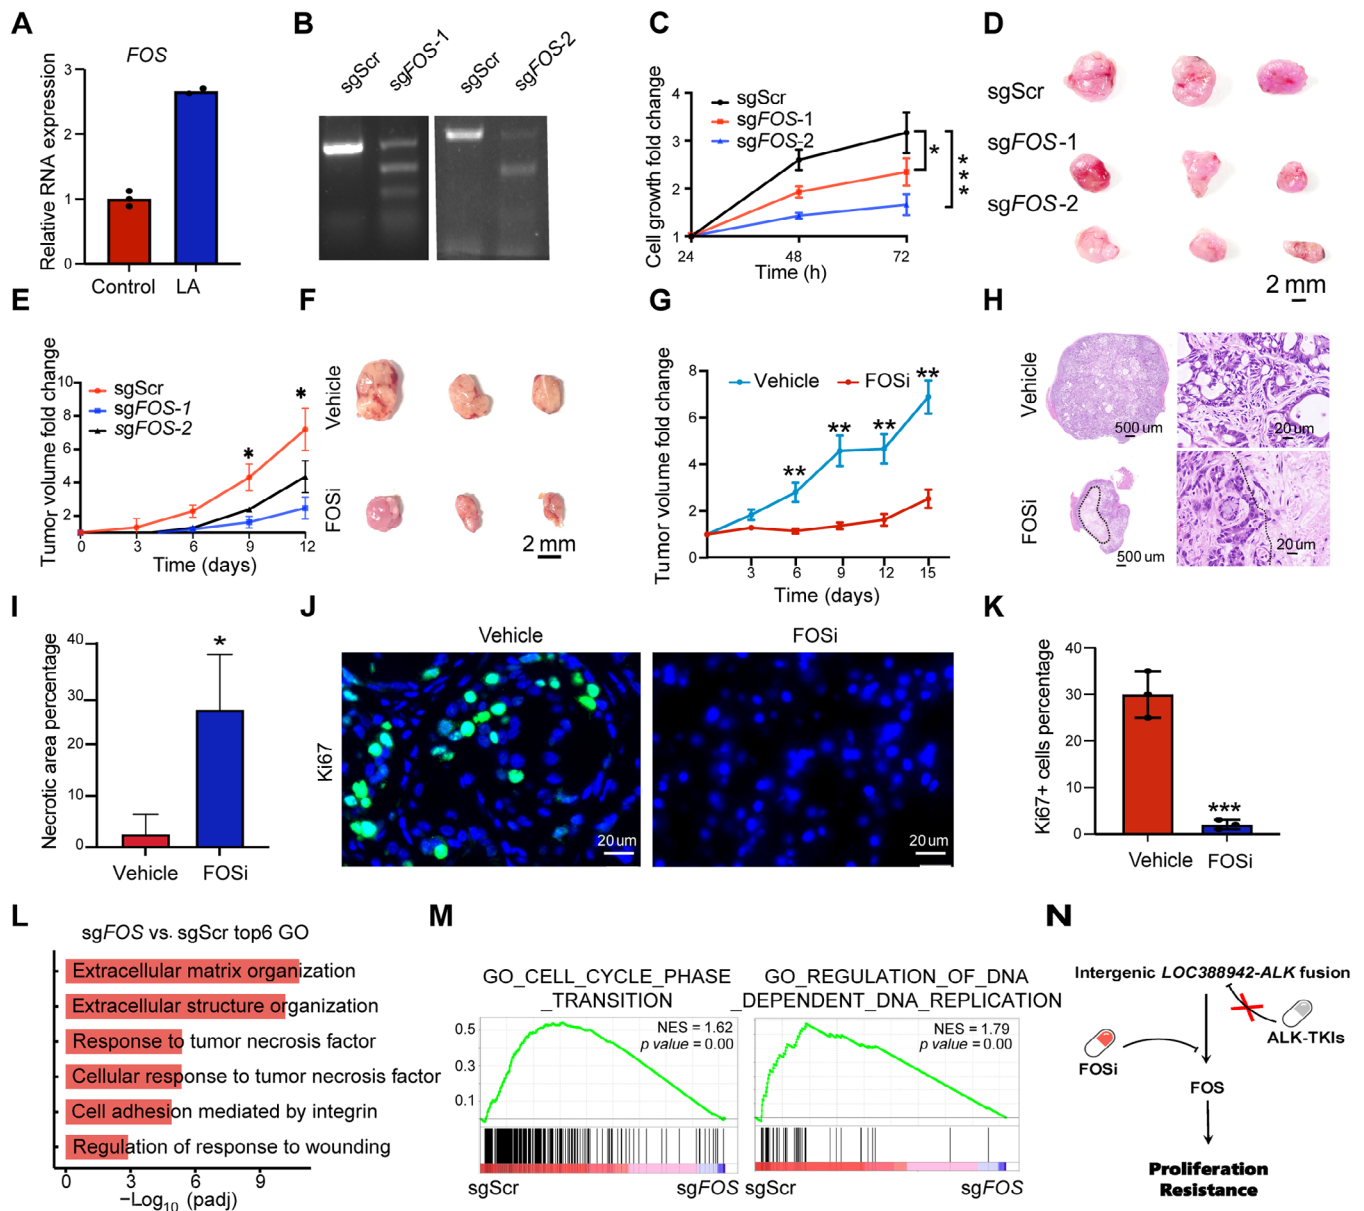 A
FOS
Relative RNA expression
3
2
1
0
Control
LA
B
sgScr
sgFOS-1
sgScr
sgFOS-2
C
Cell growth fold change
4
3
2
1
sgScr
sgFOS-1
sgFOS-2
*
***
24
48
72
Time (h)
D
sgScr
sgFOS-1
sgFOS-2
2 mm
E
Tumor volume fold change
10
8
6
4
2
sgScr
sgFOS-1
sgFOS-2
*
*
0
3
6
9
12
Time (days)
F
Vehicle
FOSi
2 mm
G
Tumor volume fold change
8
6
4
2
0
Vehicle
FOSi
**
**
**
**
3
6
9
12
15
Time (days)
H
Vehicle
FOSi
500 um
20 um
500 um
20 um
I
Necrotic area percentage
40
30
20
10
0
*
Vehicle
FOSi
J
Vehicle
FOSi
Ki67
20 um
20 um
K
Ki67+ cells percentage
40
30
20
10
0
***
Vehicle
FOSi
L
sgFOS vs. sgScr top6 GO
Extracellular matrix organization
Extracellular structure organization
Response to tumor necrosis factor
Cellular response to tumor necrosis factor
Cell adhesion mediated by integrin
Regulation of response to wounding
0
3
6
9
−Log10 (padj)
M
GO_CELL_CYCLE_PHASE
_TRANSITION
NES = 1.62
p value = 0.00
0.5
0.3
0.1
sgScr
sgFOS
GO_REGULATION_OF_DNA
_DEPENDENT_DNA_REPLICATION
NES = 1.79
p value = 0.00
sgScr
sgFOS
N
Intergenic LOC388942-ALK fusion
ALK-TKIs
FOSi
FOS
Proliferation
Resistance